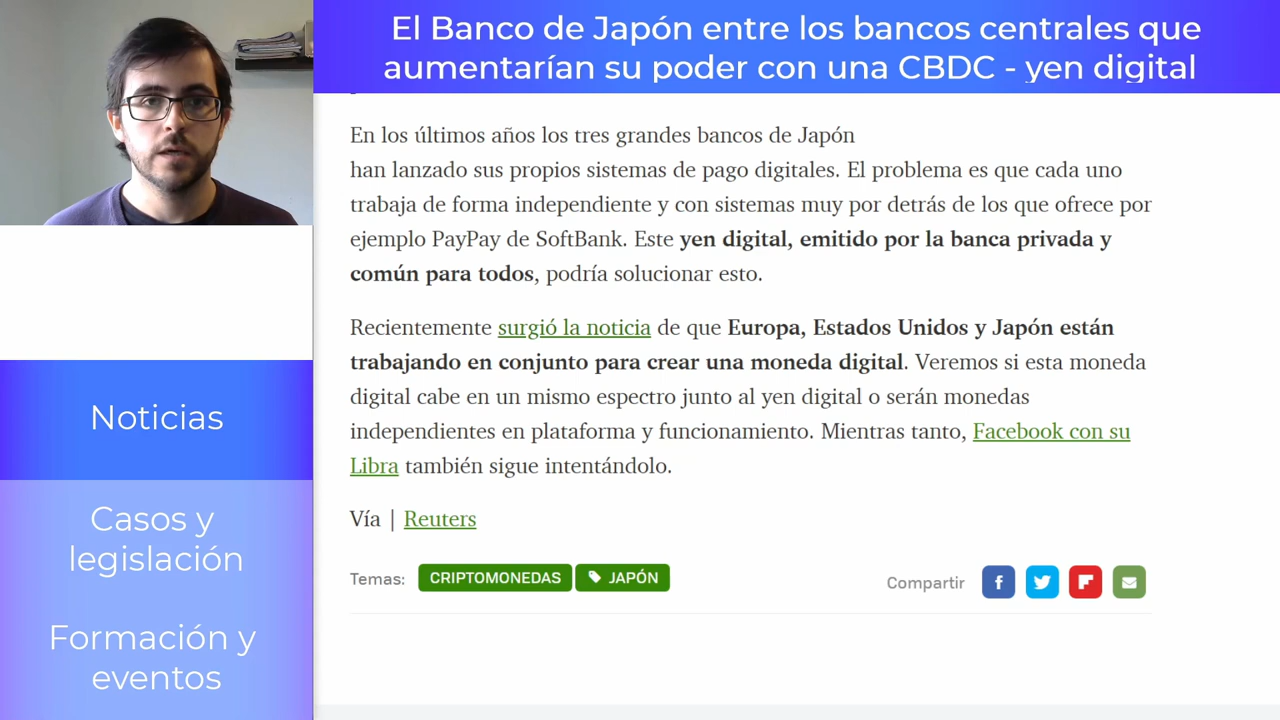 El Banco de Japón entre los bancos centrales que
aumentarían su poder con una CBDC - yen digital
En los últimos años los tres grandes bancos de Japón
han lanzado sus propios sistemas de pago digitales. El problema es que cada uno
trabaja de forma independiente y con sistemas muy por detrás de los que ofrece por
ejemplo PayPay de SoftBank. Este yen digital, emitido por la banca privada y
común para todos, podría solucionar esto.
Recientemente surgió la noticia de que Europa, Estados Unidos y Japón están
trabajando en conjunto para crear una moneda digital. Veremos si esta moneda
digital cabe en un mismo espectro junto al yen digital o serán monedas
independientes en plataforma y funcionamiento. Mientras tanto, Facebook con su
Libra también sigue intentándolo.
Vía | Reuters
Temas: CRIPTOMONEDAS JAPÓN
Compartir
Noticias
Casos y
legislación
Formación y
eventos